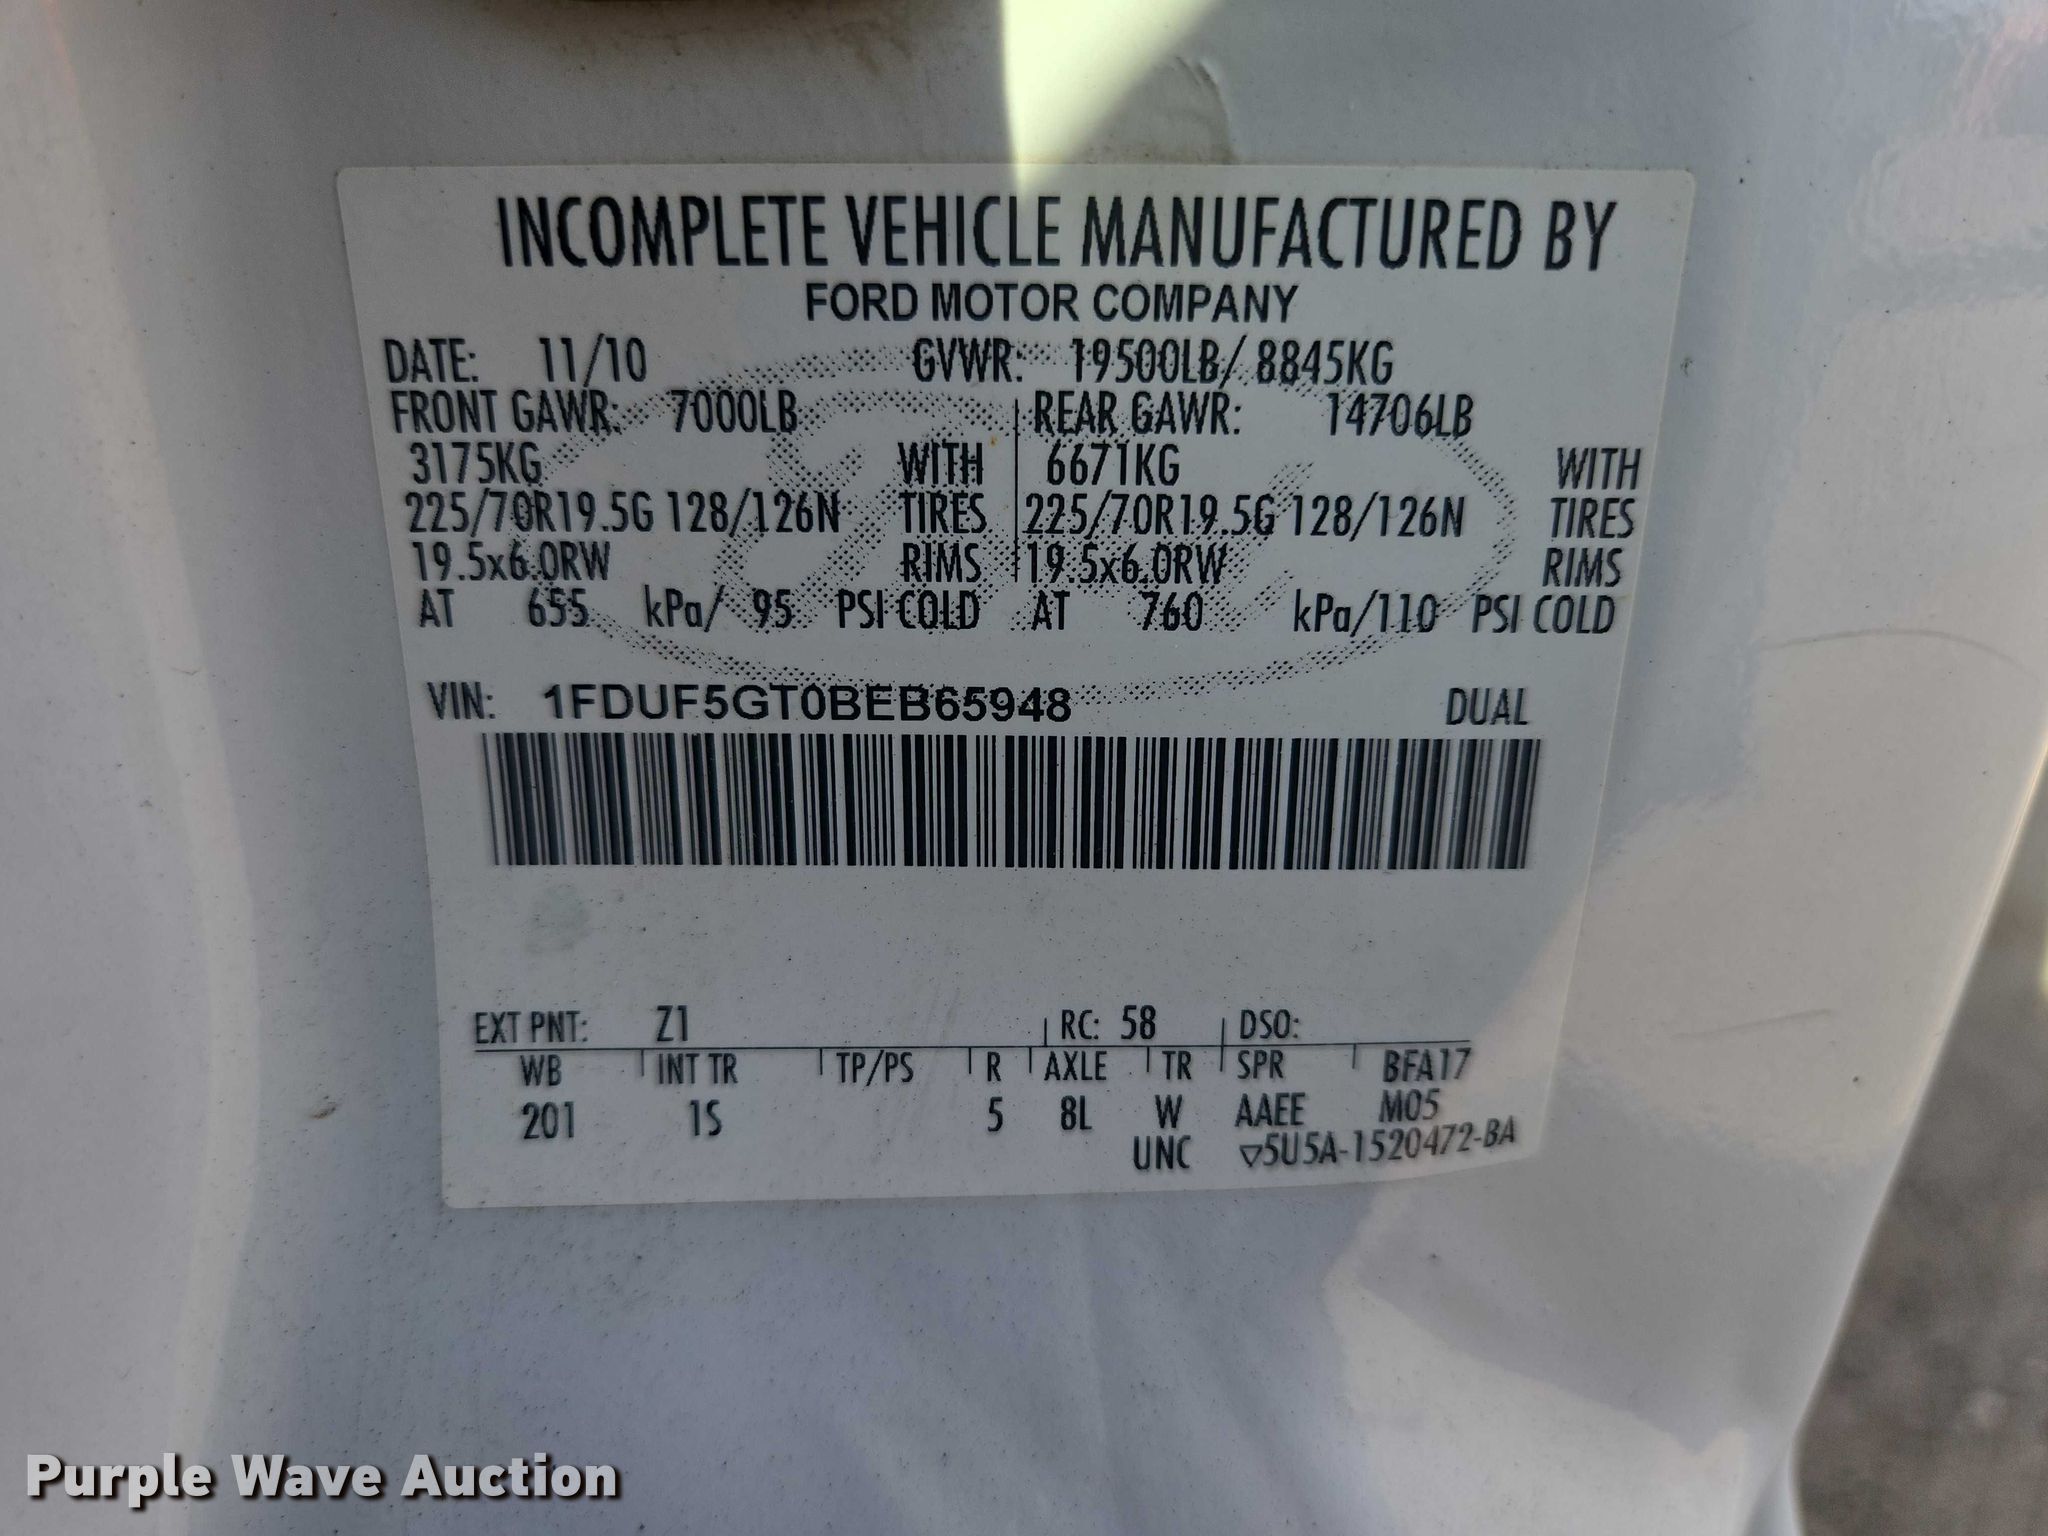 INCOMPLETE VEHICLE MANUFACTURED BY
FORD MOTOR COMPANY
DATE: 11/10 GVWR: 19500LB/ 8845KG
FRONT GAWR: 7000LB REAR GAWR: 14706LB
3175KG WITH 6671KG WITH
225/70R19.5G 128/126N TIRES 225/70R19.5G 128/126N TIRES
19.5x6.0RW RIMS 19.5x6.0RW RIMS
AT 655 kPa/ 95 PSI COLD AT 760 kPa/110 PSI COLD
VIN: 1FDUF5GT0BEB65948 DUAL
EXT PNT: Z1 RC: 58 DSO:
WB INT TR TP/PS R AXLE TR SPR BFA17
201 1S 5 8L W AAEE M05
UNC ▽5U5A-1520472-BA
Purple Wave Auction